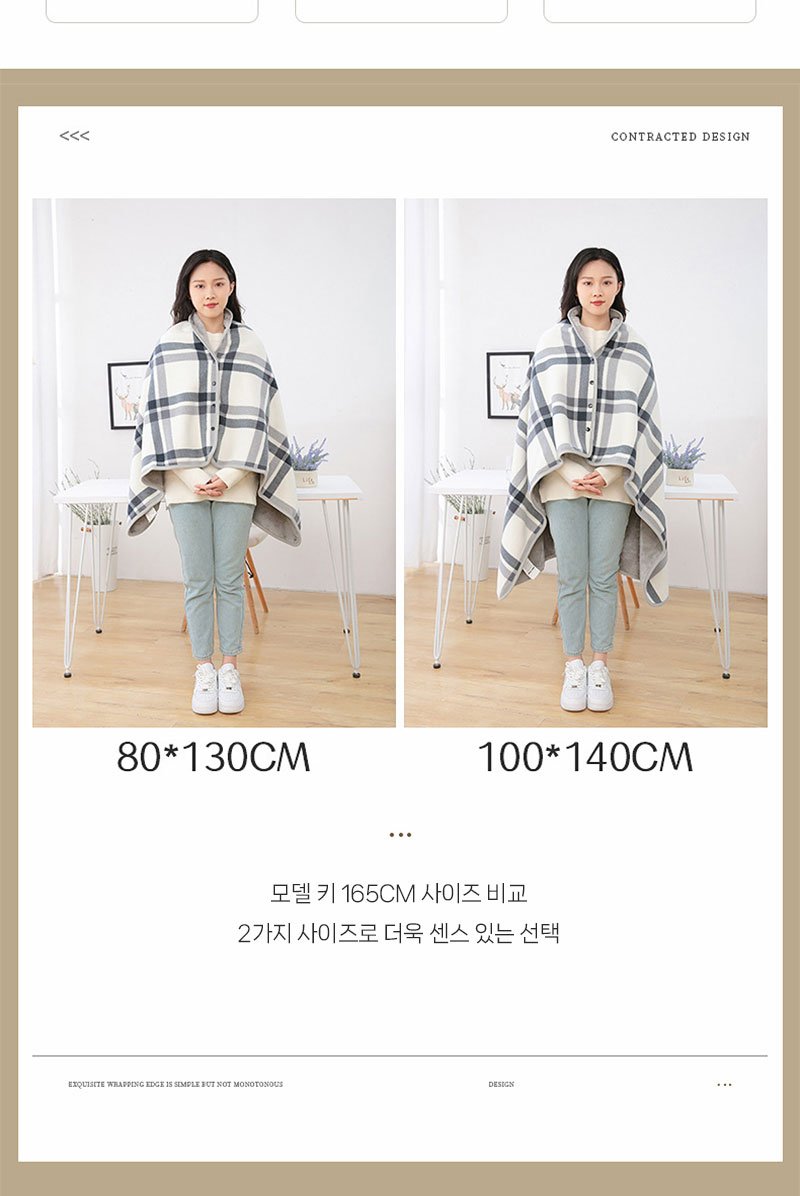 <<<
CONTRACTED DESIGN
80*130CM
100*140CM
...
모델 키 165CM 사이즈 비교
2가지 사이즈로 더욱 센스 있는 선택
EXQUISITE WRAPPING EDGE IS SIMPLE BUT NOT MONOTONOUS
DESIGN
...